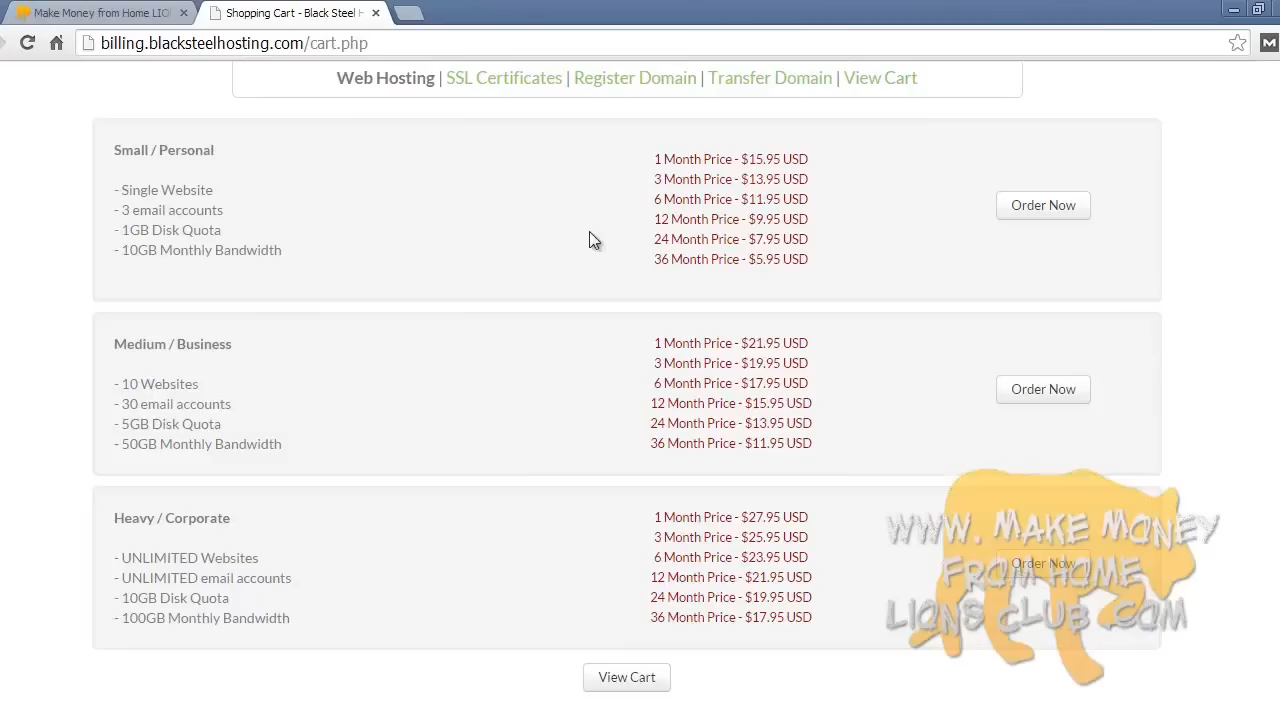 Make Money from Home LIO
Shopping Cart - Black Steel H
billing.blacksteelhosting.com/cart.php
Web Hosting | SSL Certificates | Register Domain | Transfer Domain | View Cart
Small / Personal
- Single Website
- 3 email accounts
- 1GB Disk Quota
- 10GB Monthly Bandwidth
1 Month Price - $15.95 USD
3 Month Price - $13.95 USD
6 Month Price - $11.95 USD
12 Month Price - $9.95 USD
24 Month Price - $7.95 USD
36 Month Price - $5.95 USD
Order Now
Medium / Business
- 10 Websites
- 30 email accounts
- 5GB Disk Quota
- 50GB Monthly Bandwidth
1 Month Price - $21.95 USD
3 Month Price - $19.95 USD
6 Month Price - $17.95 USD
12 Month Price - $15.95 USD
24 Month Price - $13.95 USD
36 Month Price - $11.95 USD
Order Now
Heavy / Corporate
- UNLIMITED Websites
- UNLIMITED email accounts
- 10GB Disk Quota
- 100GB Monthly Bandwidth
1 Month Price - $27.95 USD
3 Month Price - $25.95 USD
6 Month Price - $23.95 USD
12 Month Price - $21.95 USD
24 Month Price - $19.95 USD
36 Month Price - $17.95 USD
Order Now
www. Make Money
From Home
Lions Club .com
View Cart